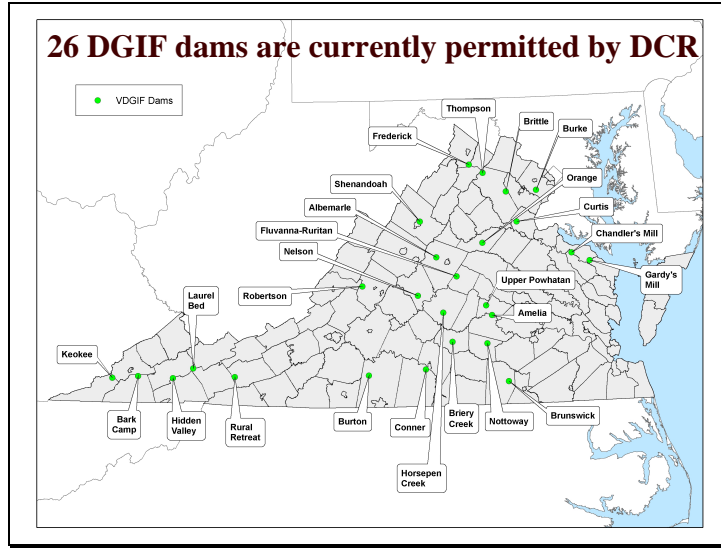 26 DGIF dams are currently permitted by DCR
VDGIF Dams
Thompson
Brittle
Burke
Frederick
Orange
Shenandoah
Curtis
Albemarle
Chandler's Mill
Fluvanna-Ruritan
Nelson
Gardy's
Mill
Upper Powhatan
Laurel
Bed
Robertson
Amelia
Keokee
Bark
Camp
Hidden
Valley
Rural
Retreat
Burton
Conner
Briery
Creek
Nottoway
Brunswick
Horsepen
Creek